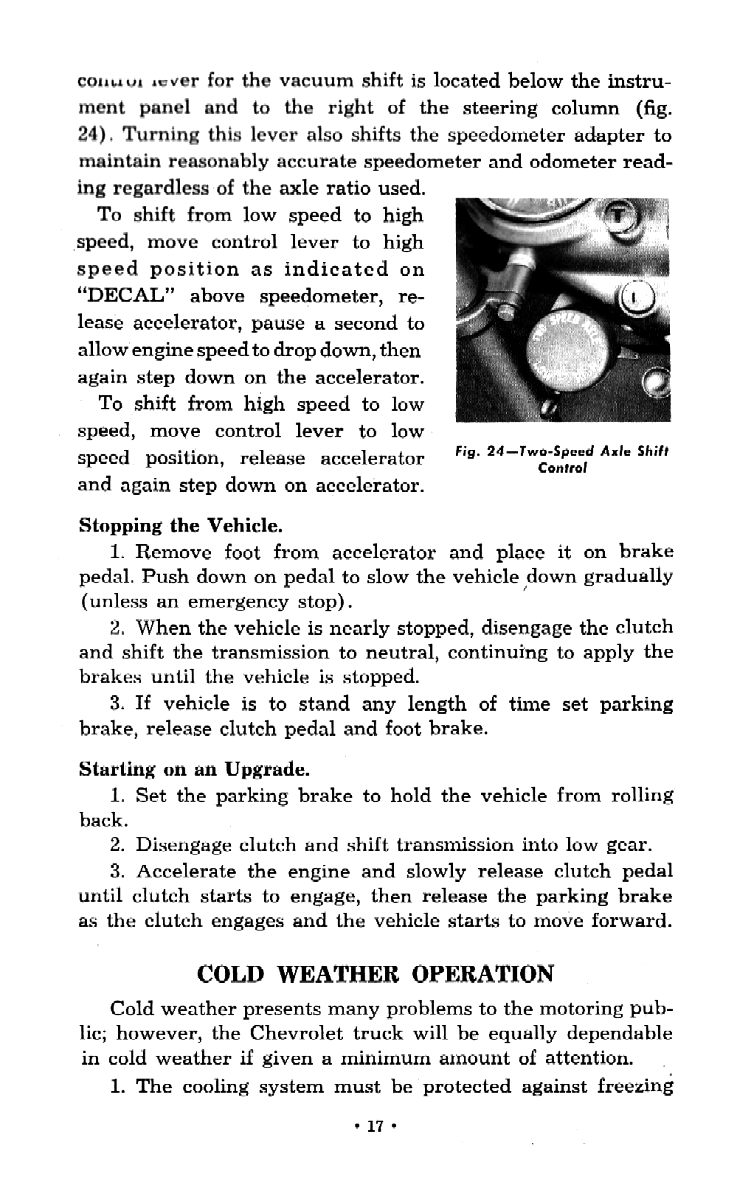 control lever for the vacuum shift is located below the instru-
ment panel and to the right of the steering column (fig.
24). Turning this lever also shifts the speedometer adapter to
maintain reasonably accurate speedometer and odometer read-
ing regardless of the axle ratio used.
To shift from low speed to high
speed, move control lever to high
speed position as indicated on
“DECAL” above speedometer, re-
lease accelerator, pause a second to
allow engine speed to drop down, then
again step down on the accelerator.
To shift from high speed to low
speed, move control lever to low
speed position, release accelerator
and again step down on accelerator.
T
I
TWO SPEED AXLE
Fig. 24—Two-Speed Axle Shift
Control
Stopping the Vehicle.
1. Remove foot from accelerator and place it on brake
pedal. Push down on pedal to slow the vehicle down gradually
(unless an emergency stop).
2. When the vehicle is nearly stopped, disengage the clutch
and shift the transmission to neutral, continuing to apply the
brakes until the vehicle is stopped.
3. If vehicle is to stand any length of time set parking
brake, release clutch pedal and foot brake.
Starting on an Upgrade.
1. Set the parking brake to hold the vehicle from rolling
back.
2. Disengage clutch and shift transmission into low gear.
3. Accelerate the engine and slowly release clutch pedal
until clutch starts to engage, then release the parking brake
as the clutch engages and the vehicle starts to move forward.
COLD WEATHER OPERATION
Cold weather presents many problems to the motoring pub-
lic; however, the Chevrolet truck will be equally dependable
in cold weather if given a minimum amount of attention.
1. The cooling system must be protected against freezing
• 17 •